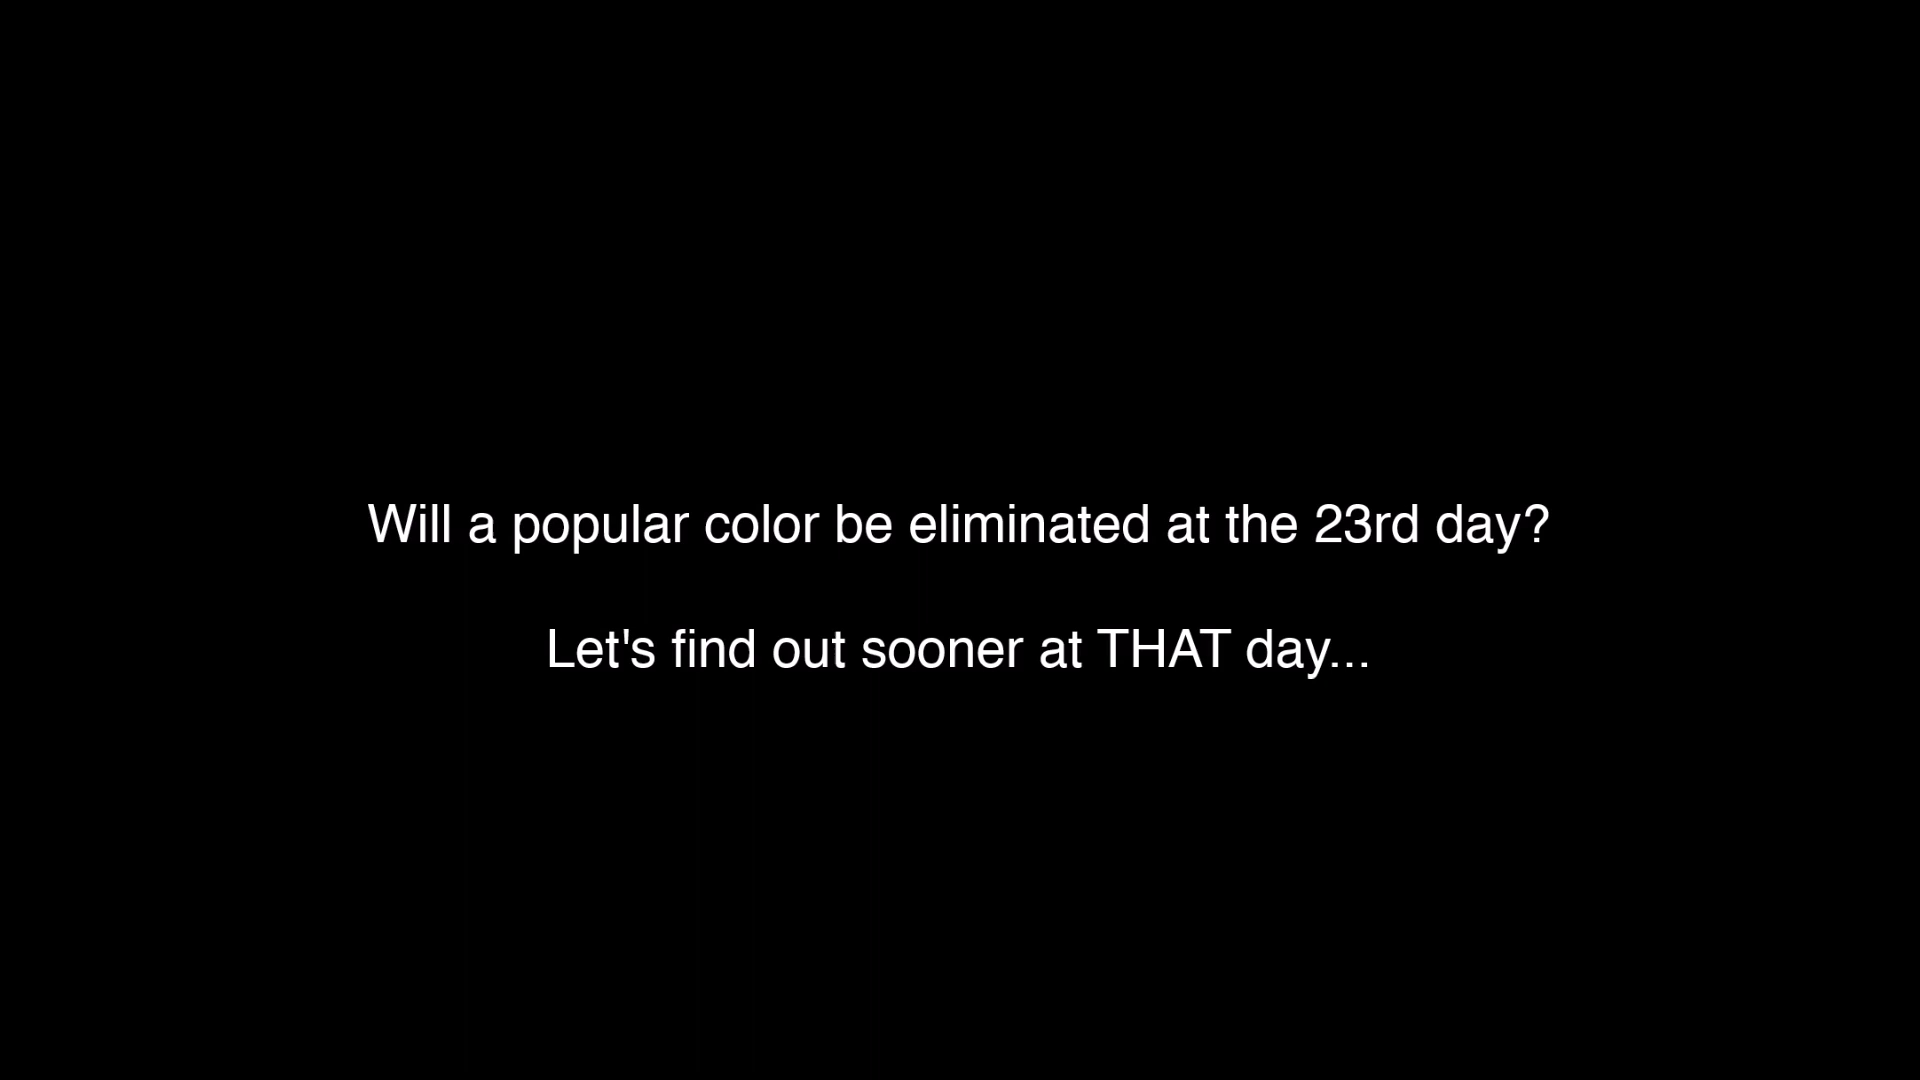 Will a popular color be eliminated at the 23rd day?
Let's find out sooner at THAT day...